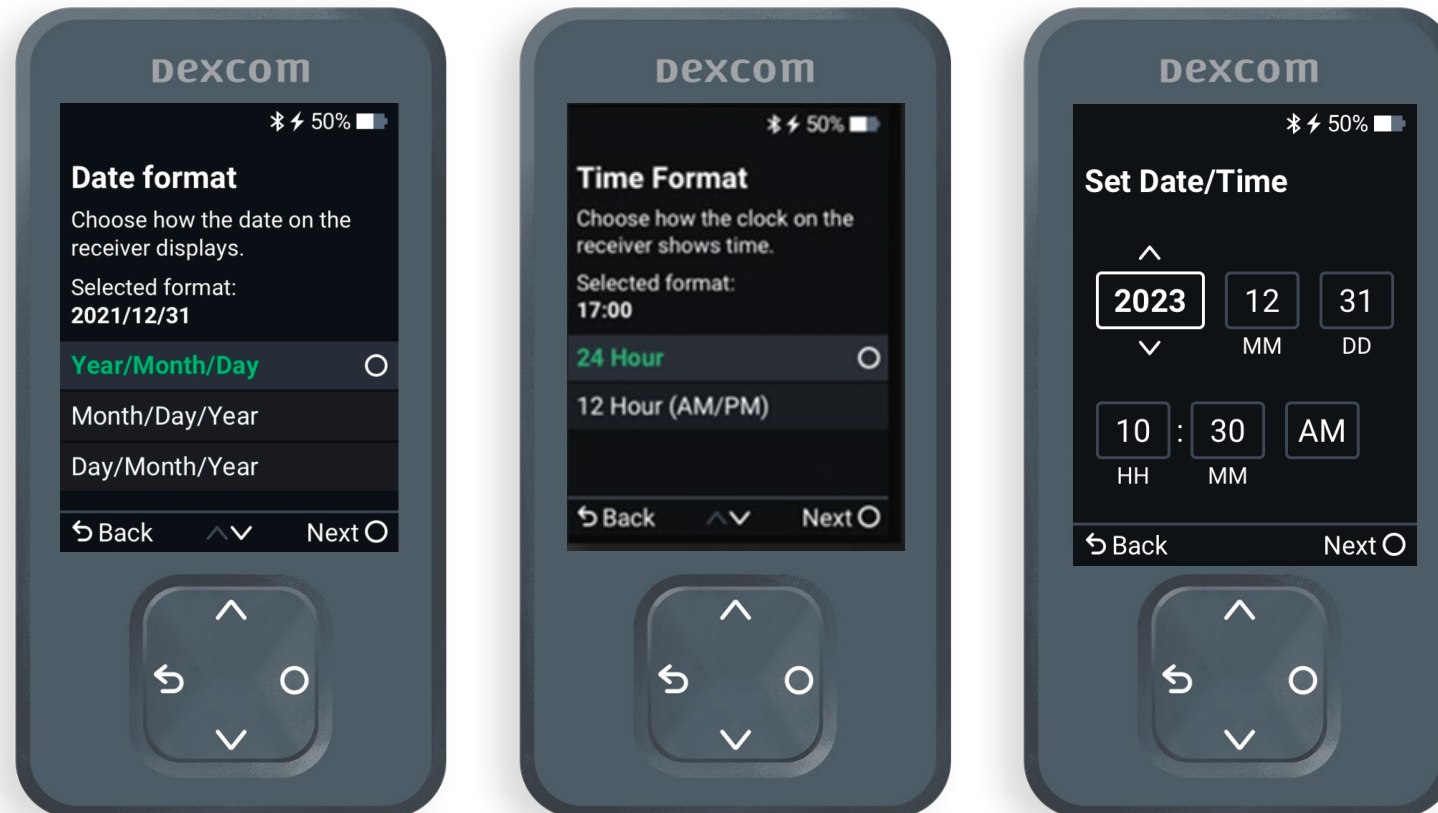 Dexcom
50%
Date format
Choose how the date on the
receiver displays.
Selected format:
2021/12/31
Year/Month/Day
Month/Day/Year
Day/Month/Year
Back
Next
Dexcom
50%
Time Format
Choose how the clock on the
receiver shows time.
Selected format:
17:00
24 Hour
12 Hour (AM/PM)
Back
Next
Dexcom
50%
Set Date/Time
2023 12 31
MM DD
10 : 30 AM
HH MM
Back
Next